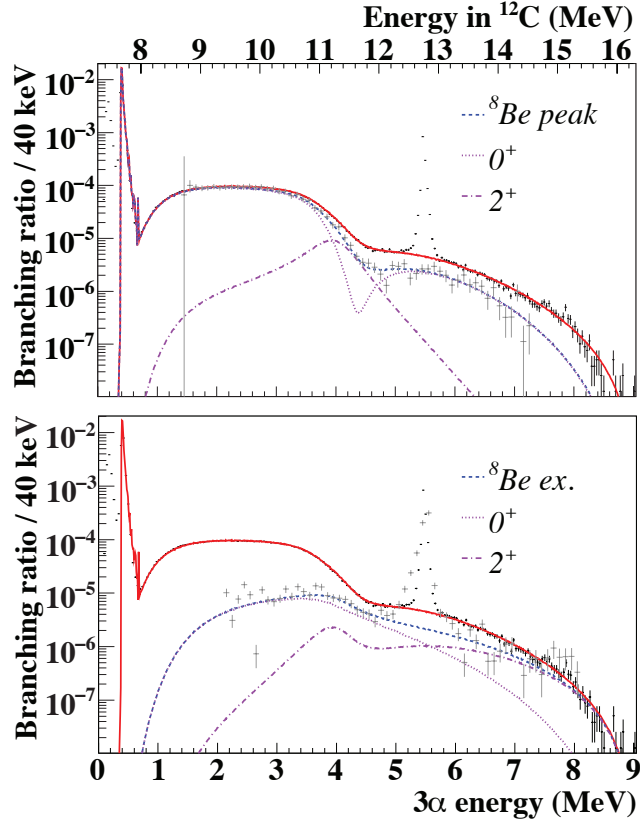 Energy in ¹²C (MeV)
8 9 10 11 12 13 14 15 16
Branching ratio / 40 keV
10⁻²
10⁻³
10⁻⁴
10⁻⁵
10⁻⁶
10⁻⁷
⁸Be peak
0⁺
2⁺
Branching ratio / 40 keV
10⁻²
10⁻³
10⁻⁴
10⁻⁵
10⁻⁶
10⁻⁷
⁸Be ex.
0⁺
2⁺
0 1 2 3 4 5 6 7 8 9
3α energy (MeV)